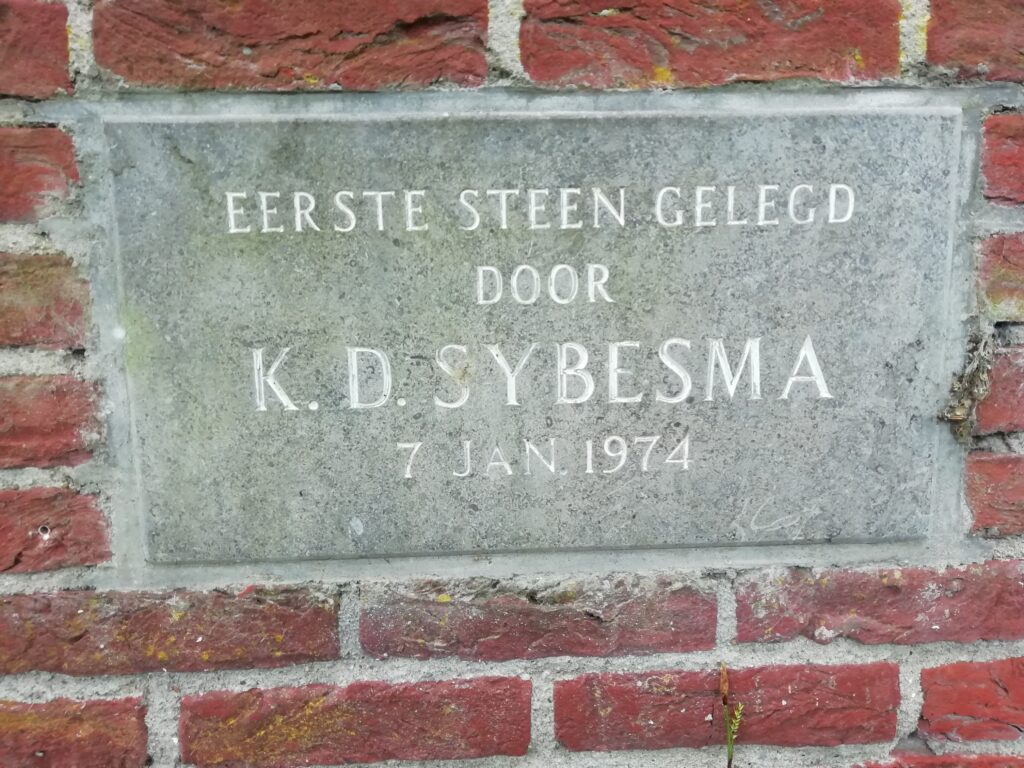 EERSTE STEEN GELEGD
DOOR
K. D. SYBESMA
7 JAN. 1974